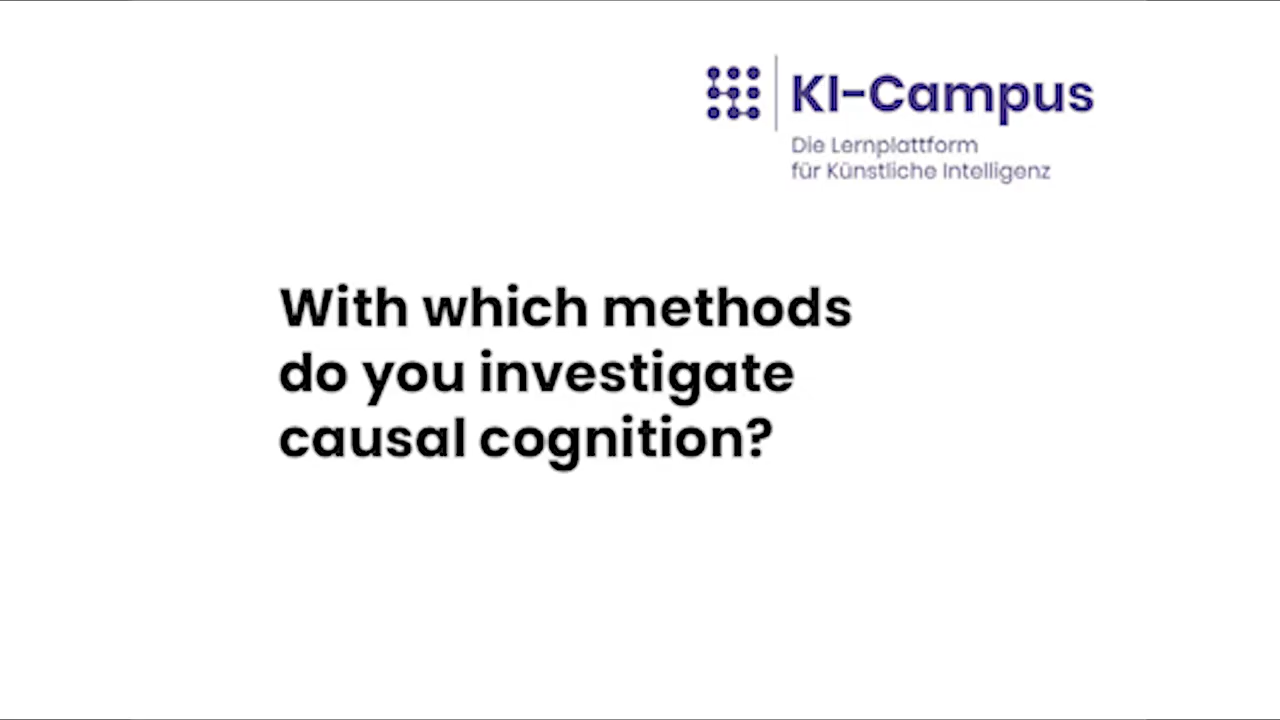 KI-Campus
Die Lernplattform
für Künstliche Intelligenz
With which methods
do you investigate
causal cognition?